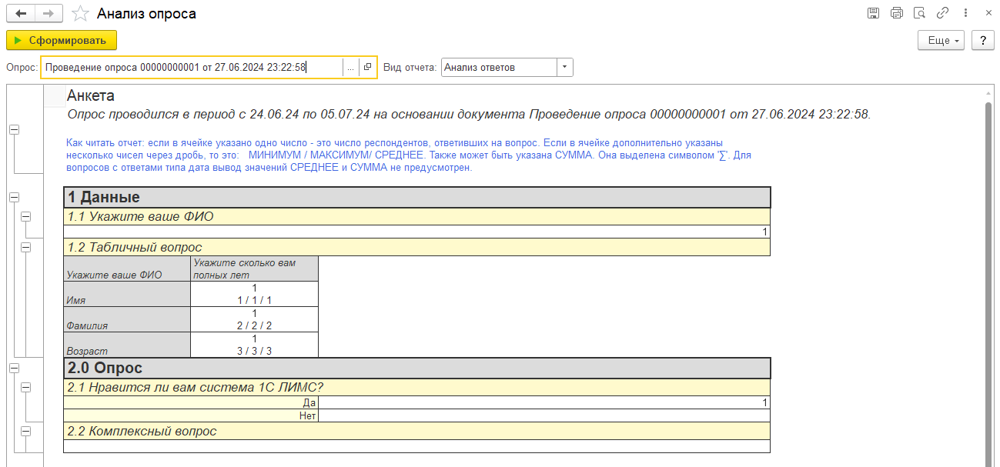 Анализ опроса
Сформировать
Еще
?
Опрос: Проведение опроса 00000000001 от 27.06.2024 23:22:58 ... Вид отчета: Анализ ответов
Анкета
Опрос проводился в период с 24.06.24 по 05.07.24 на основании документа Проведение опроса 00000000001 от 27.06.2024 23:22:58.
Как читать отчет: если в ячейке указано одно число - это число респондентов, ответивших на вопрос. Если в ячейке дополнительно указаны
несколько чисел через дробь, то это: МИНИМУМ / МАКСИМУМ/ СРЕДНЕЕ. Также может быть указана СУММА. Она выделена символом '∑'. Для
вопросов с ответами типа дата вывод значений СРЕДНЕЕ и СУММА не предусмотрен.
1 Данные
1.1 Укажите ваше ФИО
1
1.2 Табличный вопрос
Укажите сколько вам
Укажите ваше ФИО полных лет
1
Имя 1 / 1 / 1
1
Фамилия 2 / 2 / 2
1
Возраст 3 / 3 / 3
2.0 Опрос
2.1 Нравится ли вам система 1С ЛИМС?
Да 1
Нет
2.2 Комплексный вопрос